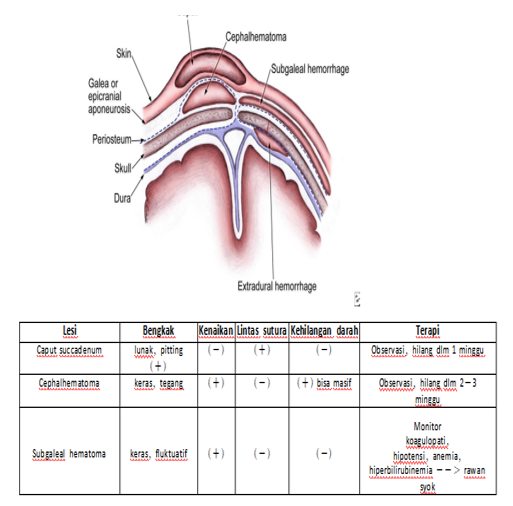 Cephalhematoma
Skin
Subgaleal hemorrhage
Galea or
epicranial
aponeurosis
Periosteum
Skull
Dura
Extradural hemorrhage
Lesi Bengkak Kenaikan Lintas sutura Kehilangan darah Terapi
Caput succadenum lunak, pitting (+) (-) (+) (-) Observasi, hilang dlm 1 minggu
Cephalhematoma keras, tegang (+) (-) (+) bisa masif Observasi, hilang dlm 2-3
minggu
Subgaleal hematoma keras, fluktuatif (+) (-) (-) Monitor
koagulopati,
hipotensi, anemia,
hiperbilirubinemia --> rawan
syok